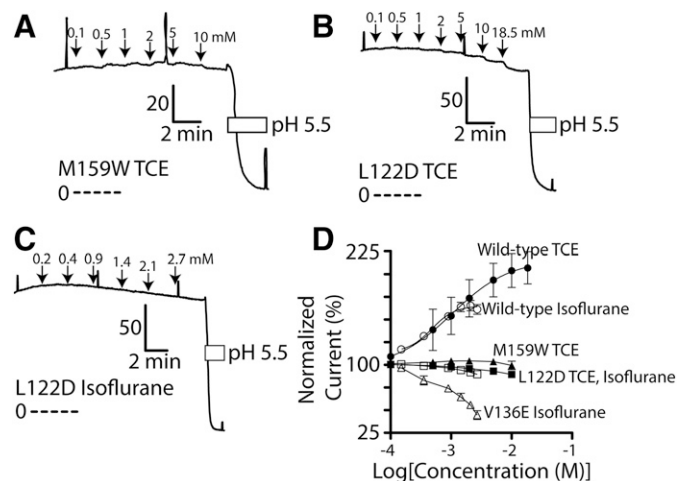 A
0.1 0.5 1 2 5 10 mM
20
2 min
pH 5.5
M159W TCE
0
B
0.1 0.5 1 2 5 10 18.5 mM
50
2 min
pH 5.5
L122D TCE
0
C
0.2 0.4 0.9 1.4 2.1 2.7 mM
50
2 min
pH 5.5
L122D Isoflurane
0
D
Normalized
Current (%)
225
100
25
Wild-type TCE
Wild-type Isoflurane
M159W TCE
L122D TCE, Isoflurane
V136E Isoflurane
-4 -3 -2 -1
Log[Concentration (M)]